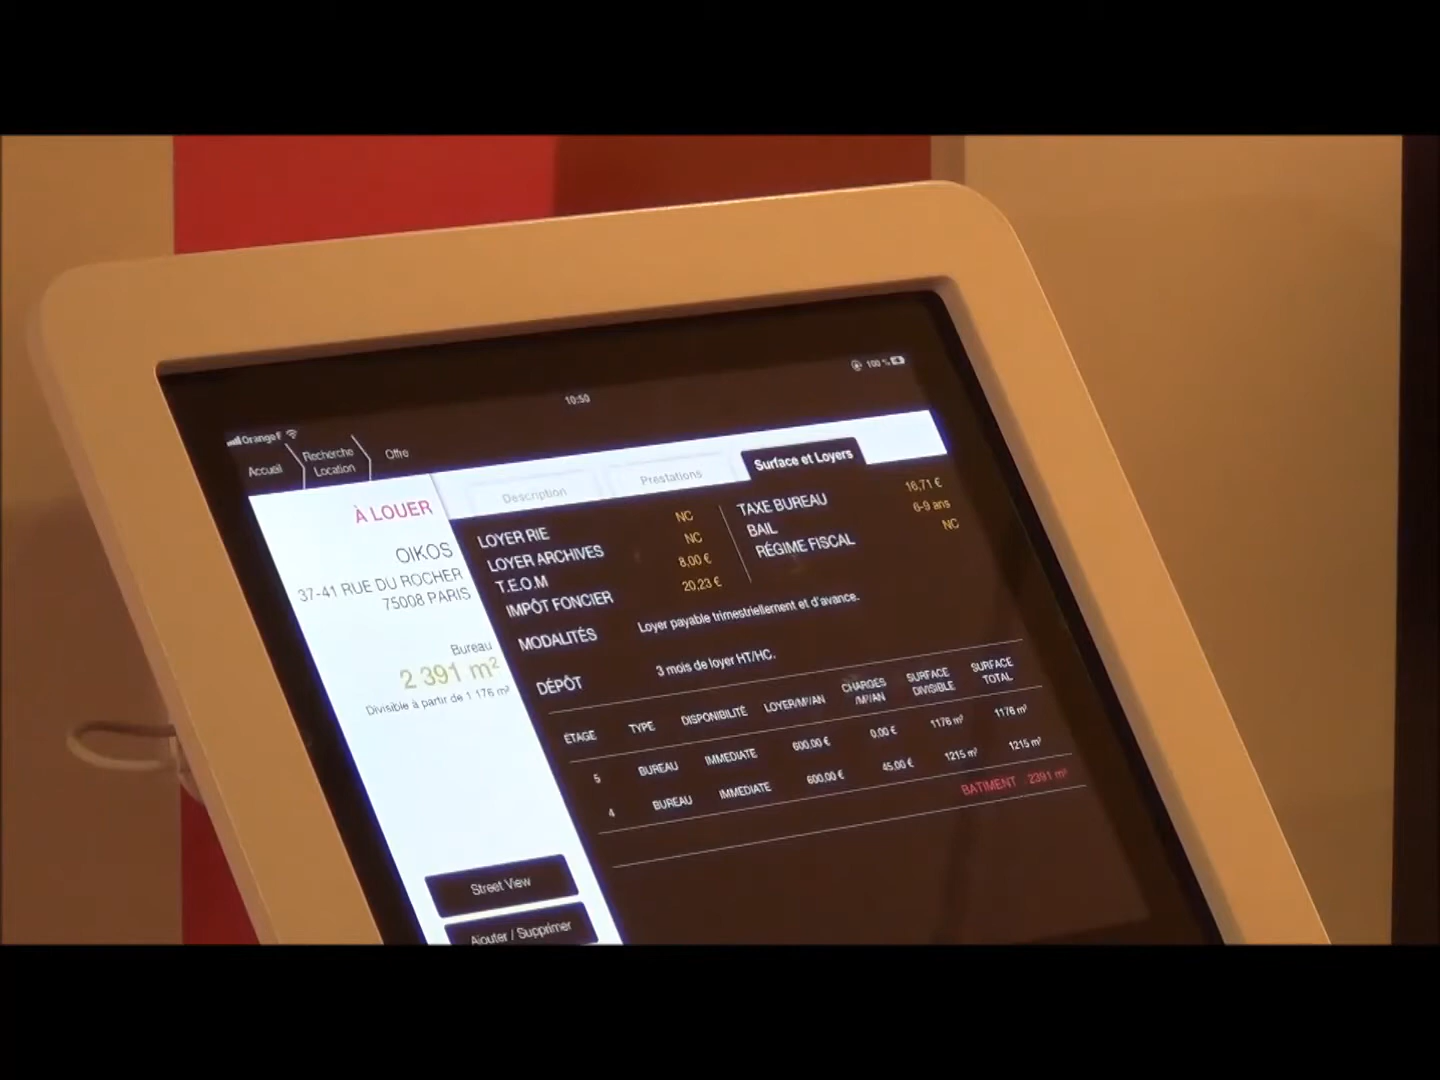 Orange F
10:50
100 %
Accueil
Recherche
Location
Offre
À LOUER
OIKOS
37-41 RUE DU ROCHER
75008 PARIS
Bureau
2 391 m²
Divisible à partir de 1 176 m²
Street View
Ajouter / Supprimer
Description
Prestations
Surface et Loyers
LOYER RIE NC
LOYER ARCHIVES NC
T.E.O.M 8,00 €
IMPÔT FONCIER 20,23 €
TAXE BUREAU 16,71 €
BAIL 6-9 ans
RÉGIME FISCAL NC
MODALITÉS Loyer payable trimestriellement et d'avance.
DÉPÔT 3 mois de loyer HT/HC.
ÉTAGE TYPE DISPONIBILITÉ LOYER/M²/AN CHARGES /M²/AN SURFACE DIVISIBLE SURFACE TOTAL
5 BUREAU IMMEDIATE 600.00 € 0.00 € 1176 m² 1176 m²
4 BUREAU IMMEDIATE 600.00 € 45.00 € 1215 m² 1215 m²
BATIMENT 2391 m²